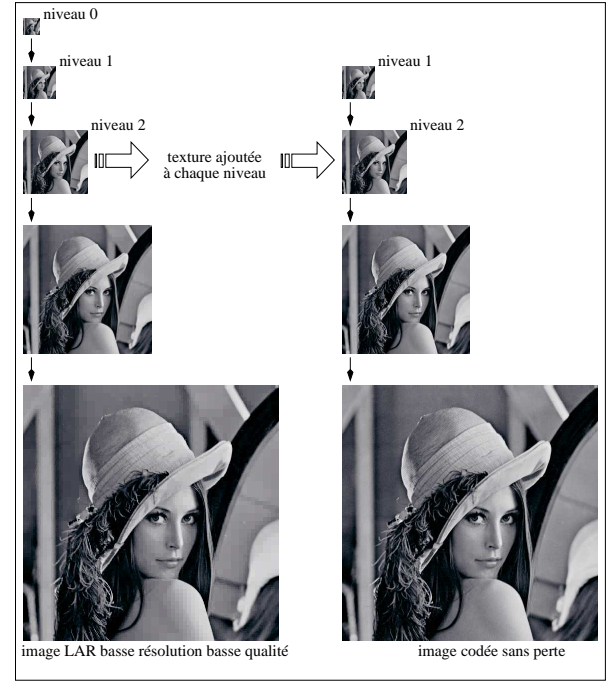 niveau 0
niveau 1
niveau 1
niveau 2
niveau 2
texture ajoutée
à chaque niveau
image LAR basse résolution basse qualité
image codée sans perte